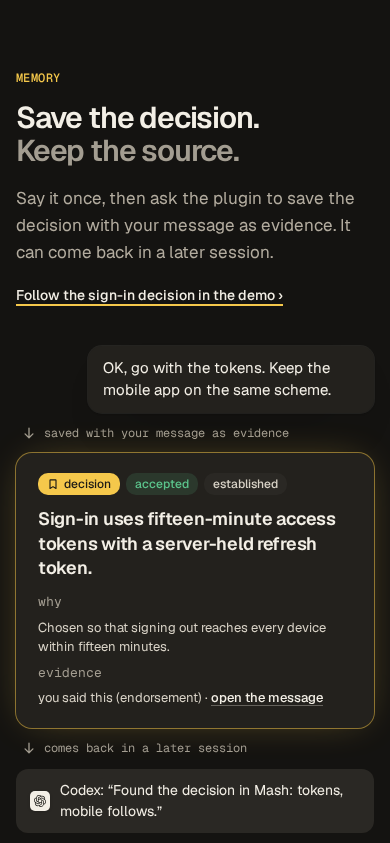 MEMORY
Save the decision.
Keep the source.
Say it once, then ask the plugin to save the
decision with your message as evidence. It
can come back in a later session.
Follow the sign-in decision in the demo ›
OK, go with the tokens. Keep the
mobile app on the same scheme.
↓ saved with your message as evidence
decision accepted established
Sign-in uses fifteen-minute access
tokens with a server-held refresh
token.
why
Chosen so that signing out reaches every device
within fifteen minutes.
evidence
you said this (endorsement) · open the message
↓ comes back in a later session
Codex: “Found the decision in Mash: tokens,
mobile follows.”